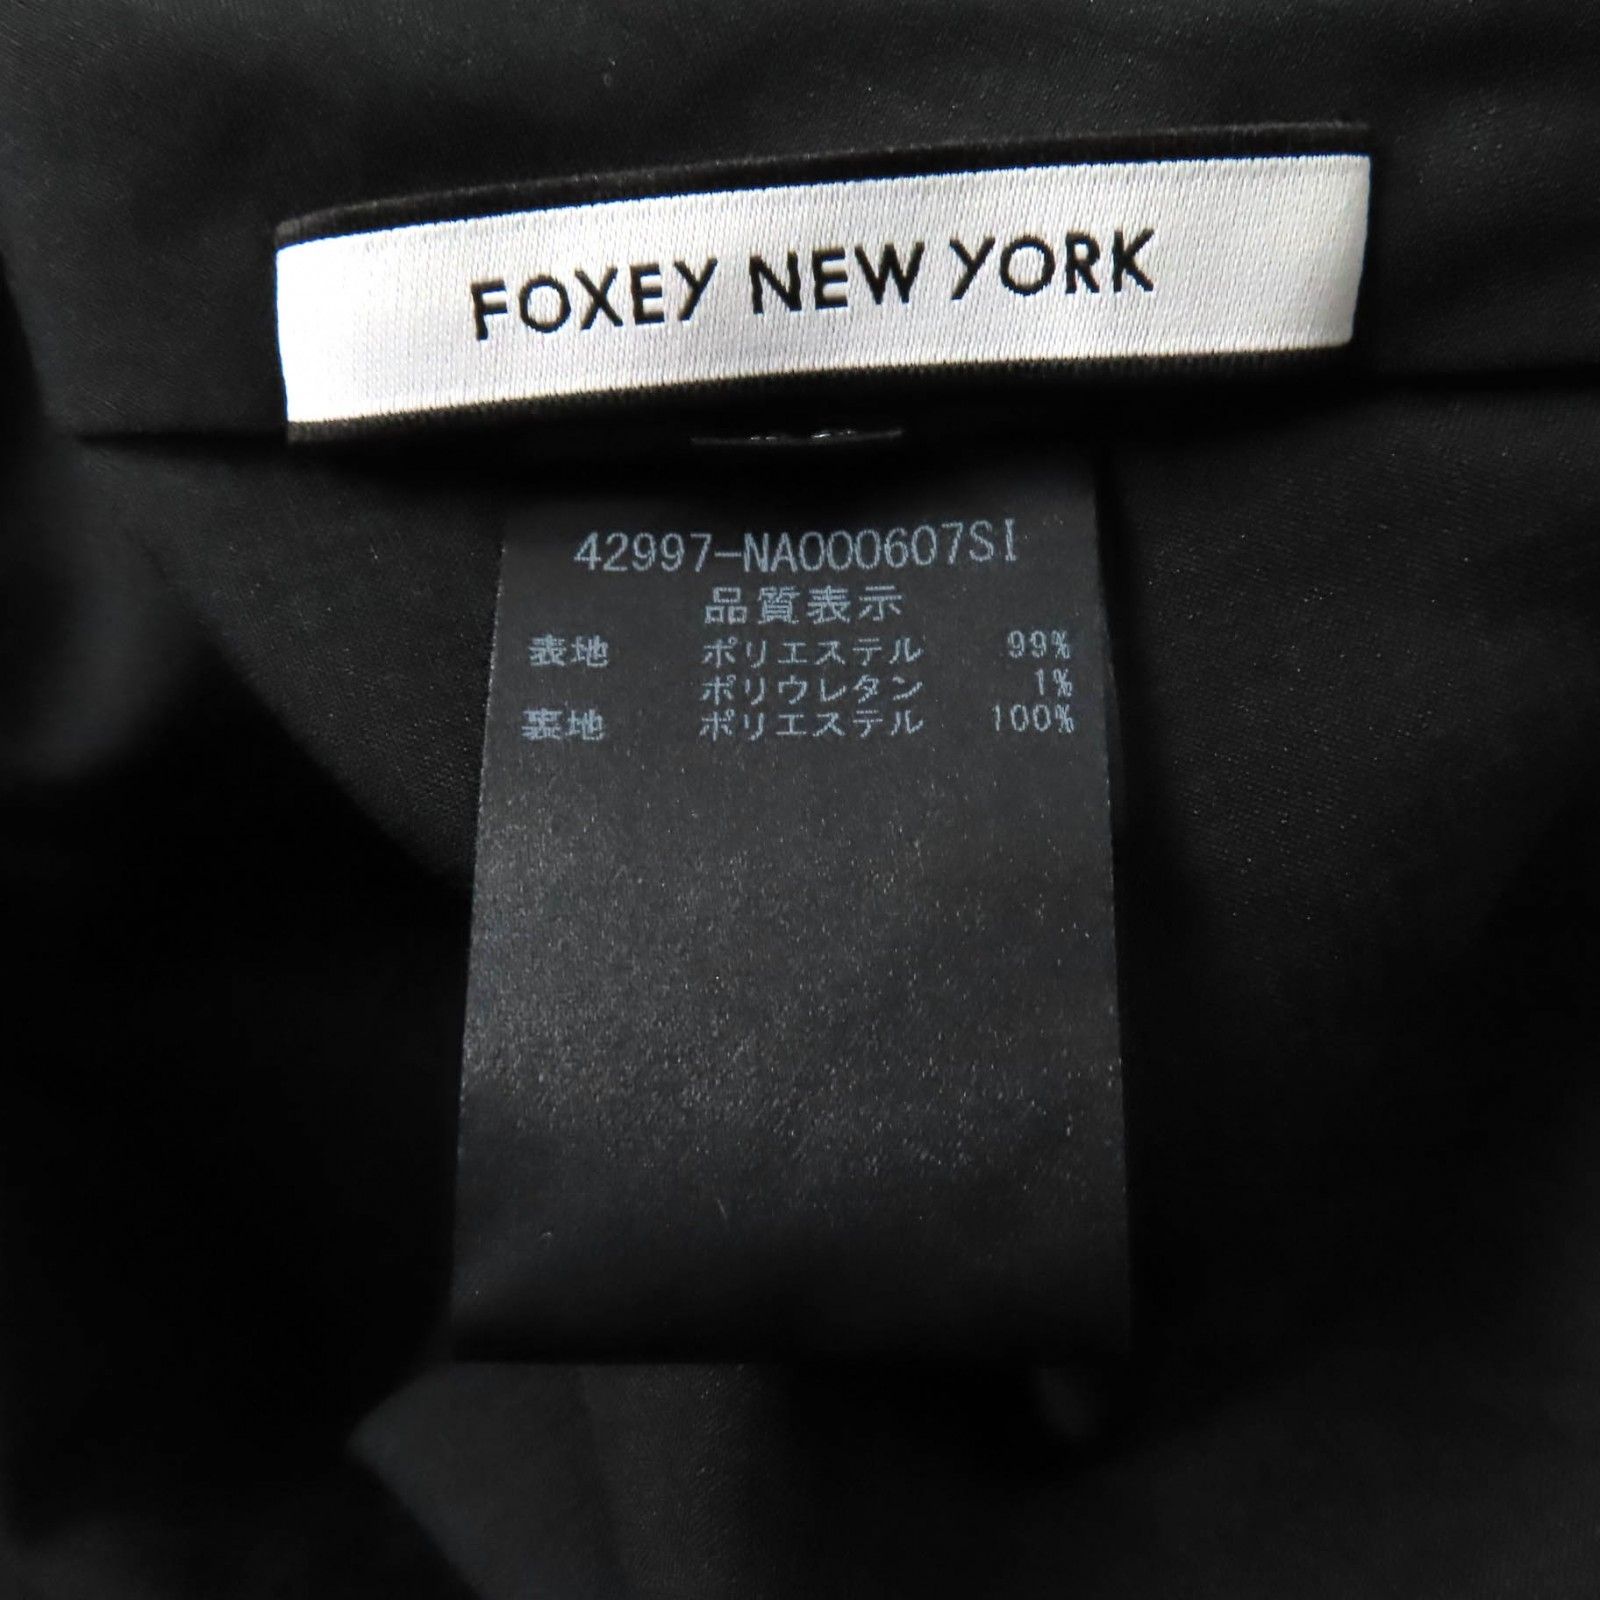 FOXEY NEW YORK
42997-NA000607SI
品質表示
表地 ポリエステル 99%
ポリウレタン 1%
裏地 ポリエステル 100%